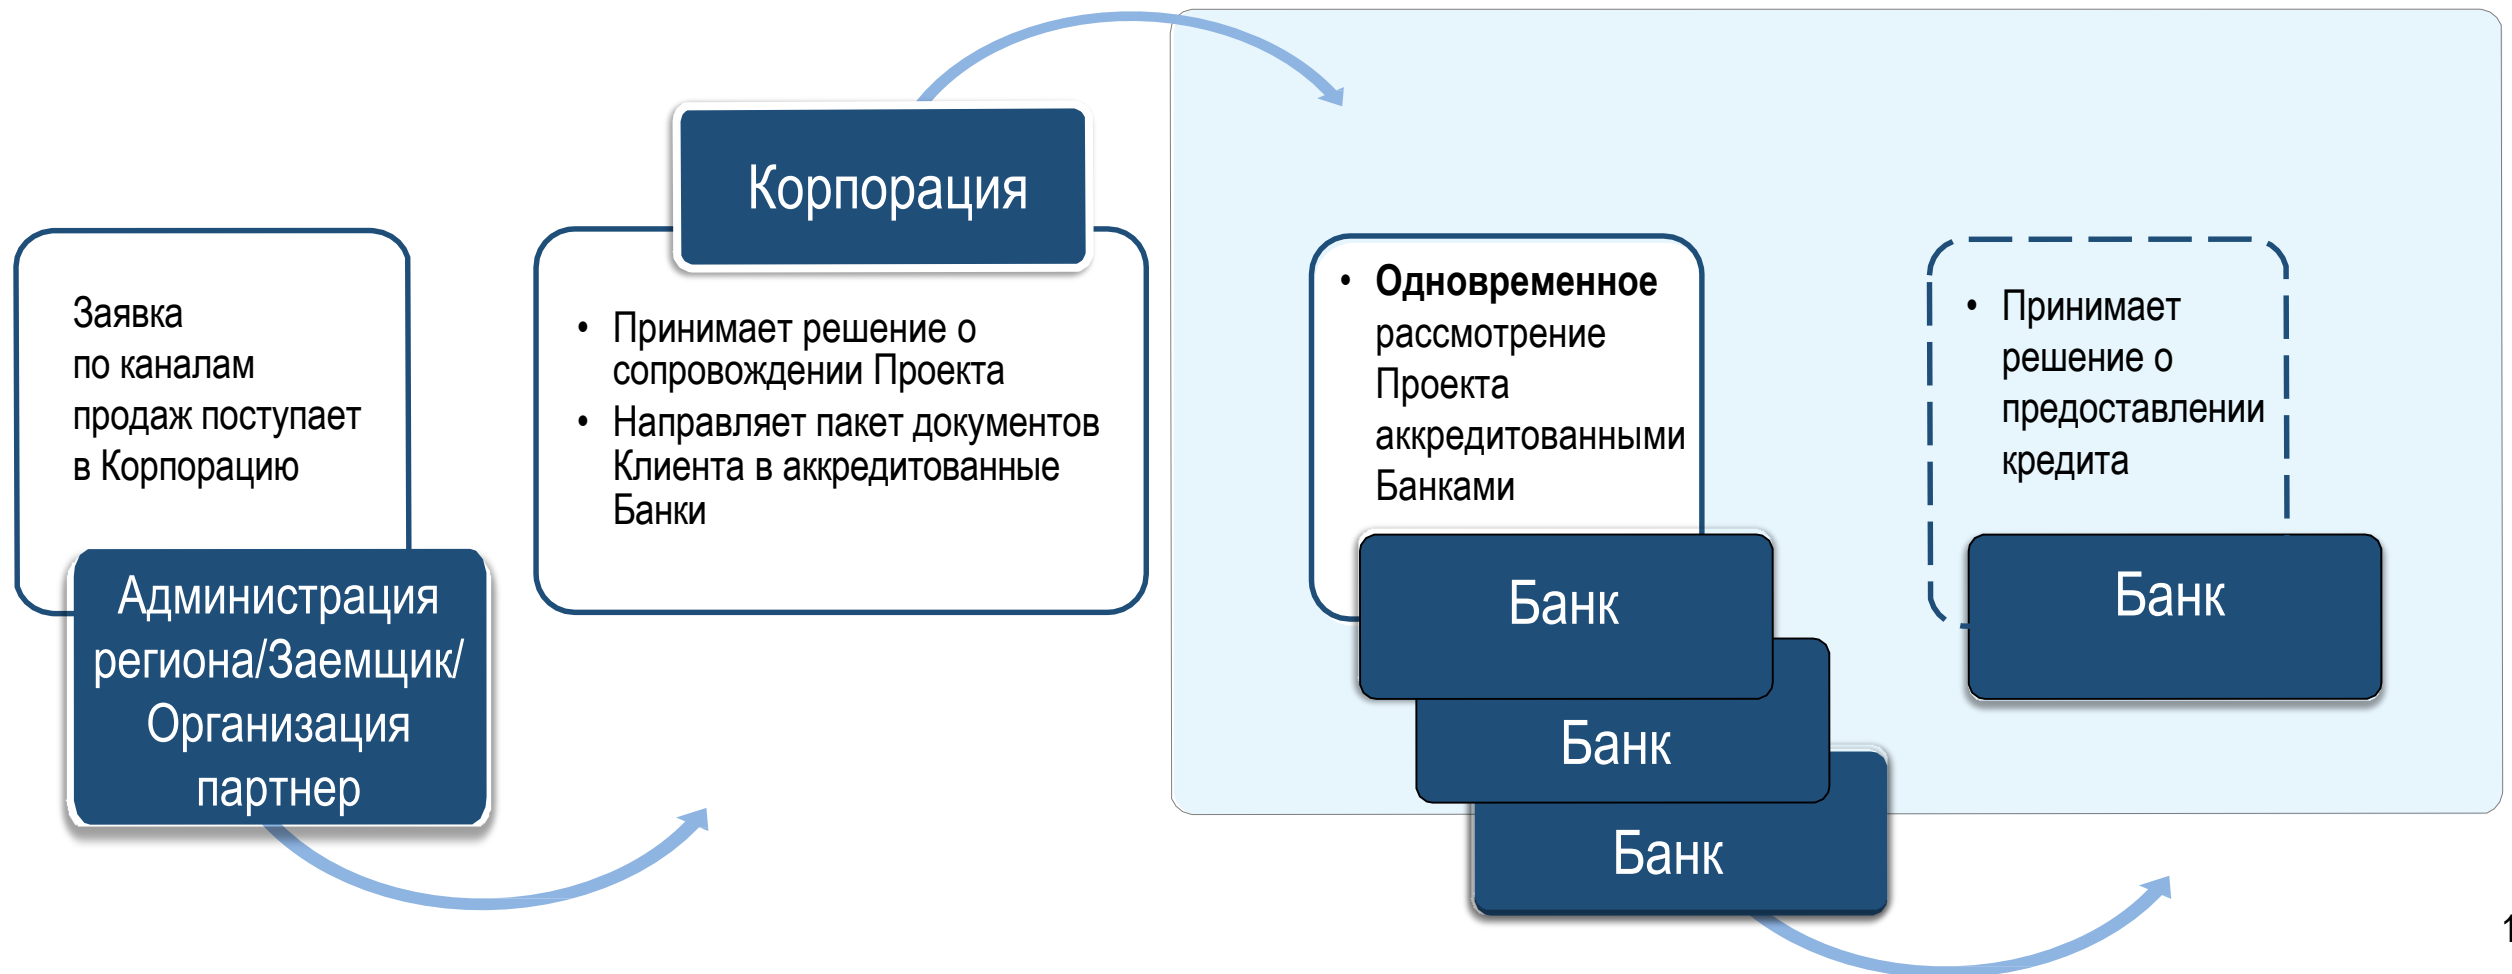 Заявка
по каналам
продаж поступает
в Корпорацию
Администрация
региона/Заемщик/
Организация
партнер
Корпорация
• Принимает решение о
сопровождении Проекта
• Направляет пакет документов
Клиента в аккредитованные
Банки
• Одновременное
рассмотрение
Проекта
аккредитованными
Банками
Банк
Банк
Банк
• Принимает
решение о
предоставлении
кредита
Банк
1